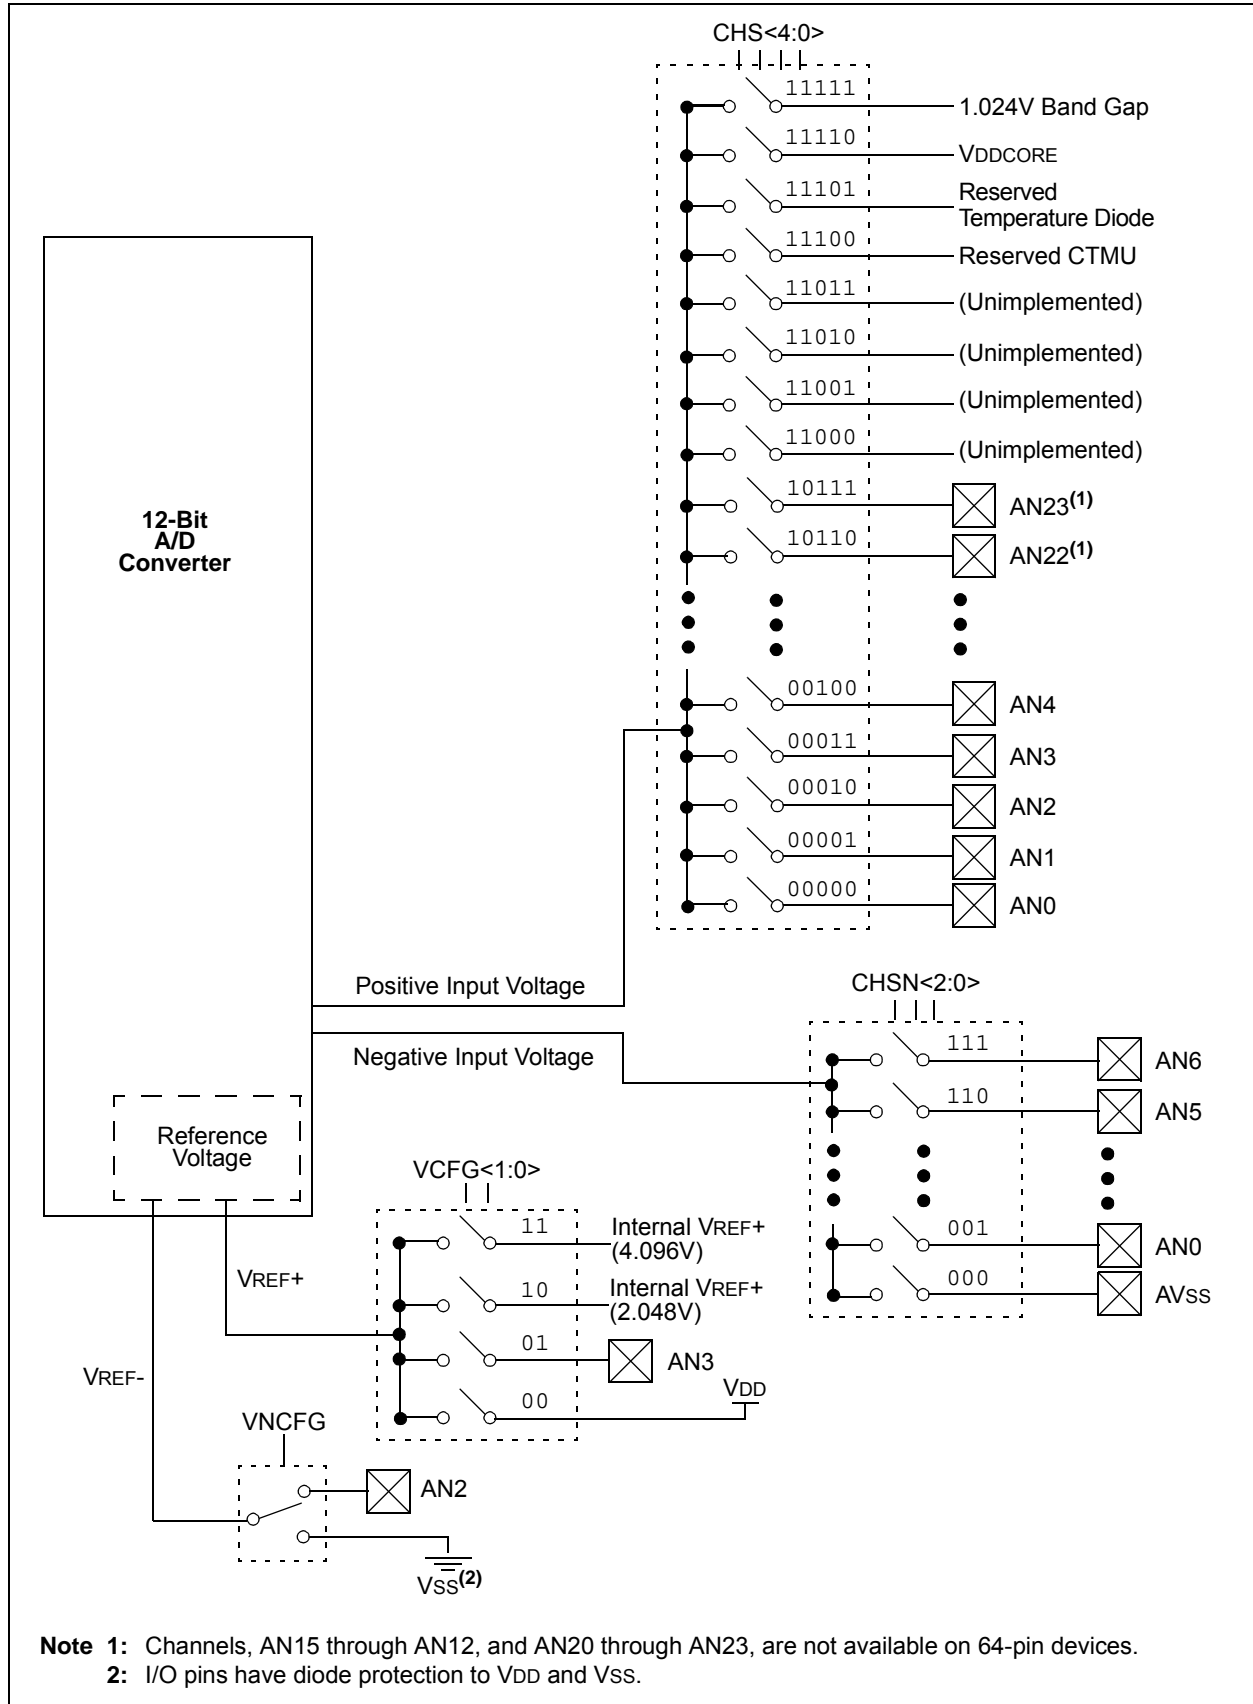 CHS<4:0>
11111
1.024V Band Gap
11110
VDDCORE
11101
Reserved
Temperature Diode
11100
Reserved CTMU
11011
(Unimplemented)
11010
(Unimplemented)
11001
(Unimplemented)
11000
(Unimplemented)
10111
AN23(1)
10110
AN22(1)
12-Bit
A/D
Converter
00100
AN4
00011
AN3
00010
AN2
00001
AN1
00000
AN0
Positive Input Voltage
Negative Input Voltage
CHSN<2:0>
111
AN6
110
AN5
001
AN0
000
AVSS
Reference
Voltage
VCFG<1:0>
11
Internal VREF+
(4.096V)
10
Internal VREF+
(2.048V)
01
AN3
00
VDD
VREF+
VREF-
VNCFG
AN2
VSS(2)
Note 1: Channels, AN15 through AN12, and AN20 through AN23, are not available on 64-pin devices.
2: I/O pins have diode protection to VDD and VSS.